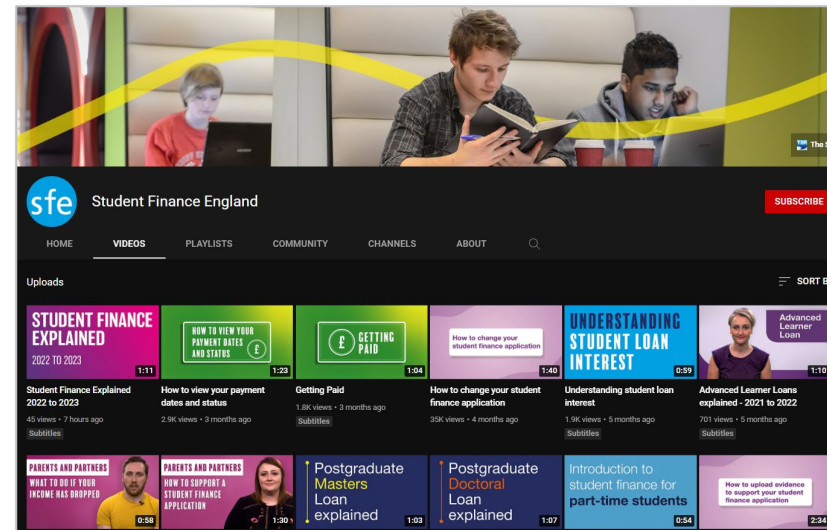 The S
sfe
Student Finance England
SUBSCRIBE
HOME VIDEOS PLAYLISTS COMMUNITY CHANNELS ABOUT
Uploads
SORT B
STUDENT FINANCE
EXPLAINED
2022 TO 2023
1:11
HOW TO VIEW YOUR
PAYMENT DATES
AND STATUS
£
1:23
£
GETTING
PAID
1:04
How to change your
student finance application
1:40
UNDERSTANDING
STUDENT LOAN
INTEREST
0:59
Advanced
Learner
Loan
1:10
Student Finance Explained
2022 to 2023
45 views • 7 hours ago
Subtitles
How to view your payment
dates and status
2.9K views • 3 months ago
Getting Paid
1.8K views • 3 months ago
Subtitles
How to change your student
finance application
35K views • 4 months ago
Understanding student loan
interest
1.9K views • 5 months ago
Subtitles
Advanced Learner Loans
explained - 2021 to 2022
701 views • 5 months ago
Subtitles
PARENTS AND PARTNERS
WHAT TO DO IF YOUR
INCOME HAS DROPPED
0:58
PARENTS AND PARTNERS
HOW TO SUPPORT A
STUDENT FINANCE
APPLICATION
1:30
Postgraduate
Masters
Loan
explained
1:03
Postgraduate
Doctoral
Loan
explained
1:07
Introduction to
student finance for
part-time students
0:54
How to upload evidence
to support your student
finance application
2:34